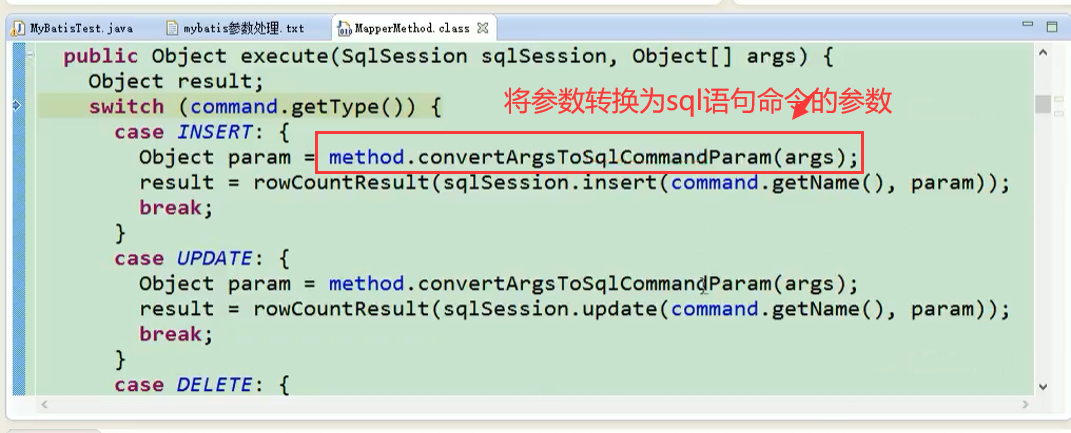 MyBatisTest.java mybatis参数处理.txt MapperMethod.class
public Object execute(SqlSession sqlSession, Object[] args) {
Object result;
switch (command.getType()) {
将参数转换为sql语句命令的参数
case INSERT: {
Object param = method.convertArgsToSqlCommandParam(args);
result = rowCountResult(sqlSession.insert(command.getName(), param));
break;
}
case UPDATE: {
Object param = method.convertArgsToSqlCommandParam(args);
result = rowCountResult(sqlSession.update(command.getName(), param));
break;
}
case DELETE: {